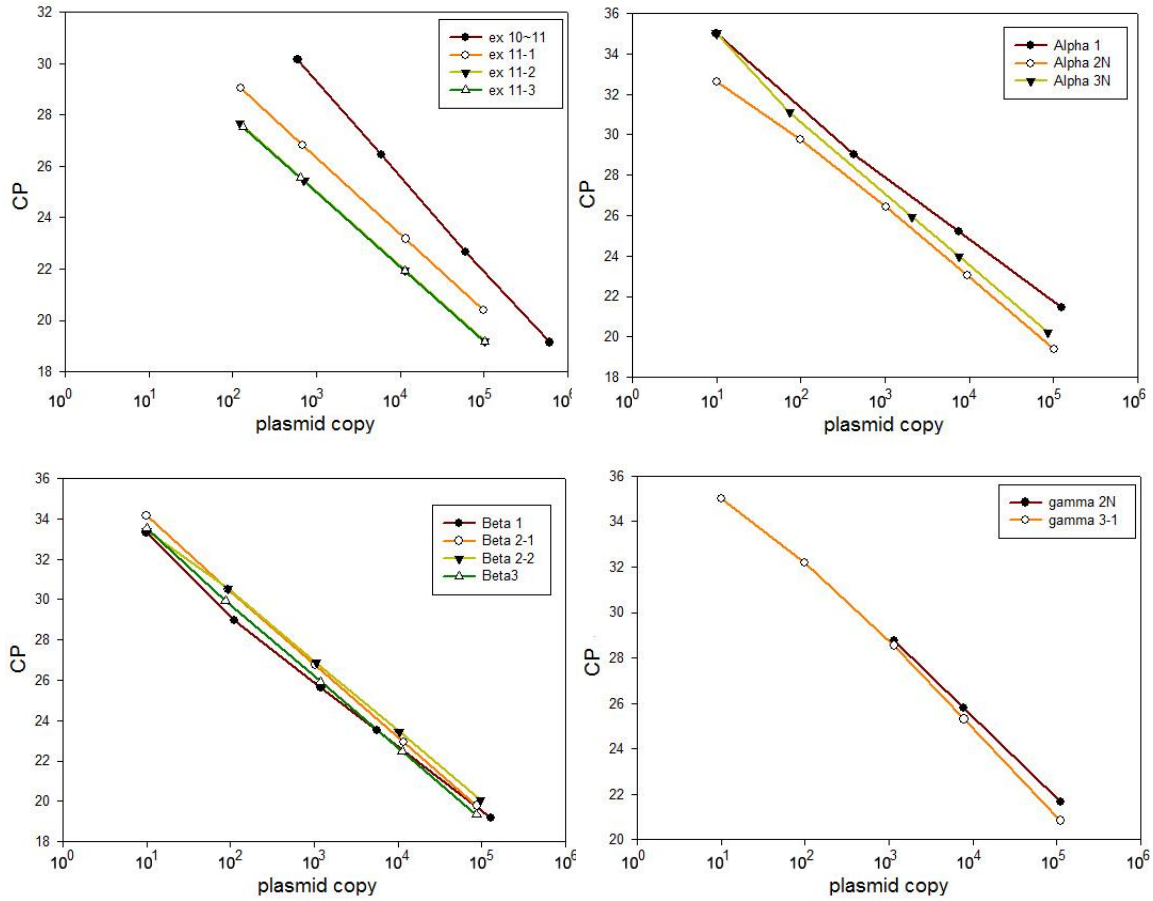 32
30
28
26
24
22
20
18
CP
ex 10~11
ex 11-1
ex 11-2
ex 11-3
10^0 10^1 10^2 10^3 10^4 10^5 10^6
plasmid copy
36
34
32
30
28
26
24
22
20
18
Alpha 1
Alpha 2N
Alpha 3N
10^0 10^1 10^2 10^3 10^4 10^5 10^6
plasmid copy
36
34
32
30
28
26
24
22
20
18
CP
Beta 1
Beta 2-1
Beta 2-2
Beta3
10^0 10^1 10^2 10^3 10^4 10^5 10^6
plasmid copy
36
34
32
30
28
26
24
22
20
CP
gamma 2N
gamma 3-1
10^0 10^1 10^2 10^3 10^4 10^5 10^6
plasmid copy